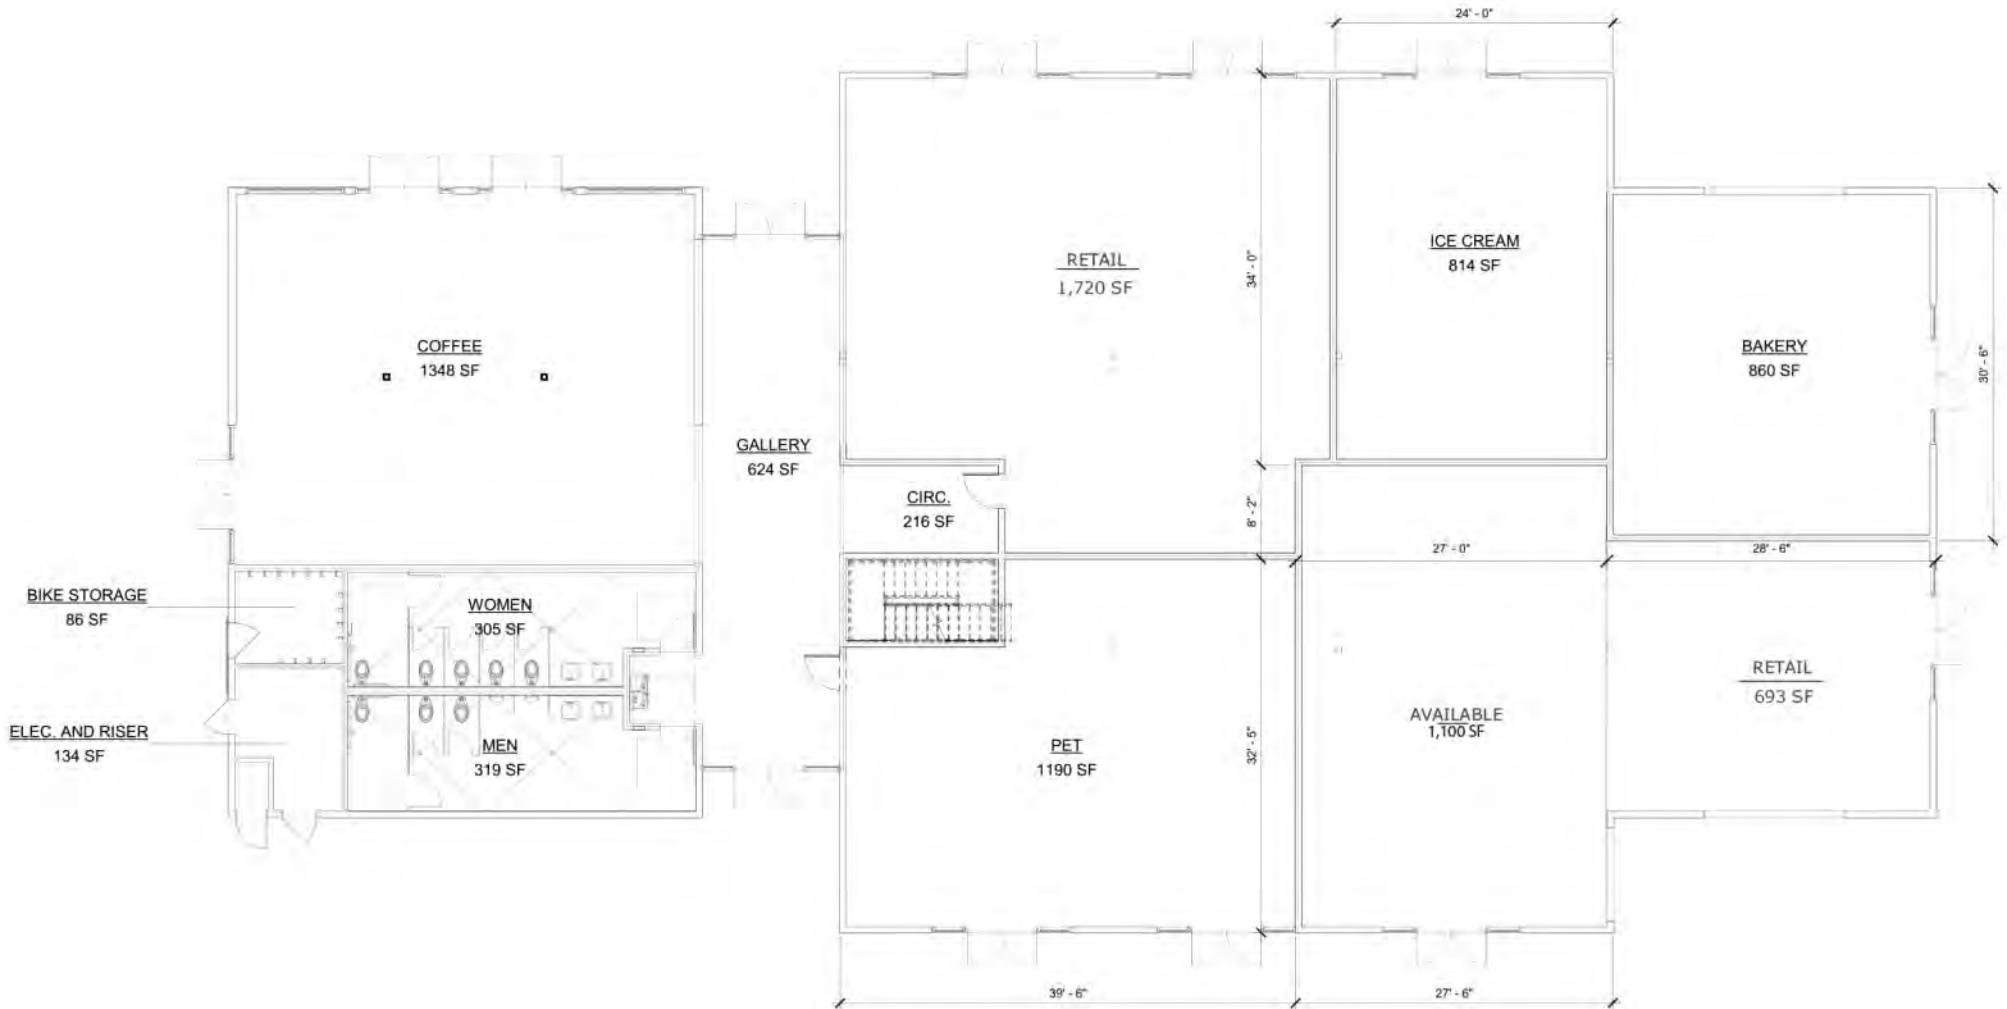 24' - 0"
ICE CREAM
814 SF
RETAIL
1,720 SF
34' - 0"
COFFEE
1348 SF
BAKERY
860 SF
30' - 6"
GALLERY
624 SF
CIRC.
216 SF
8' - 2"
27' - 0"
28' - 6"
BIKE STORAGE
86 SF
WOMEN
305 SF
RETAIL
693 SF
AVAILABLE
1,100 SF
ELEC. AND RISER
134 SF
MEN
319 SF
PET
1190 SF
32' - 6"
39' - 6"
27' - 6"